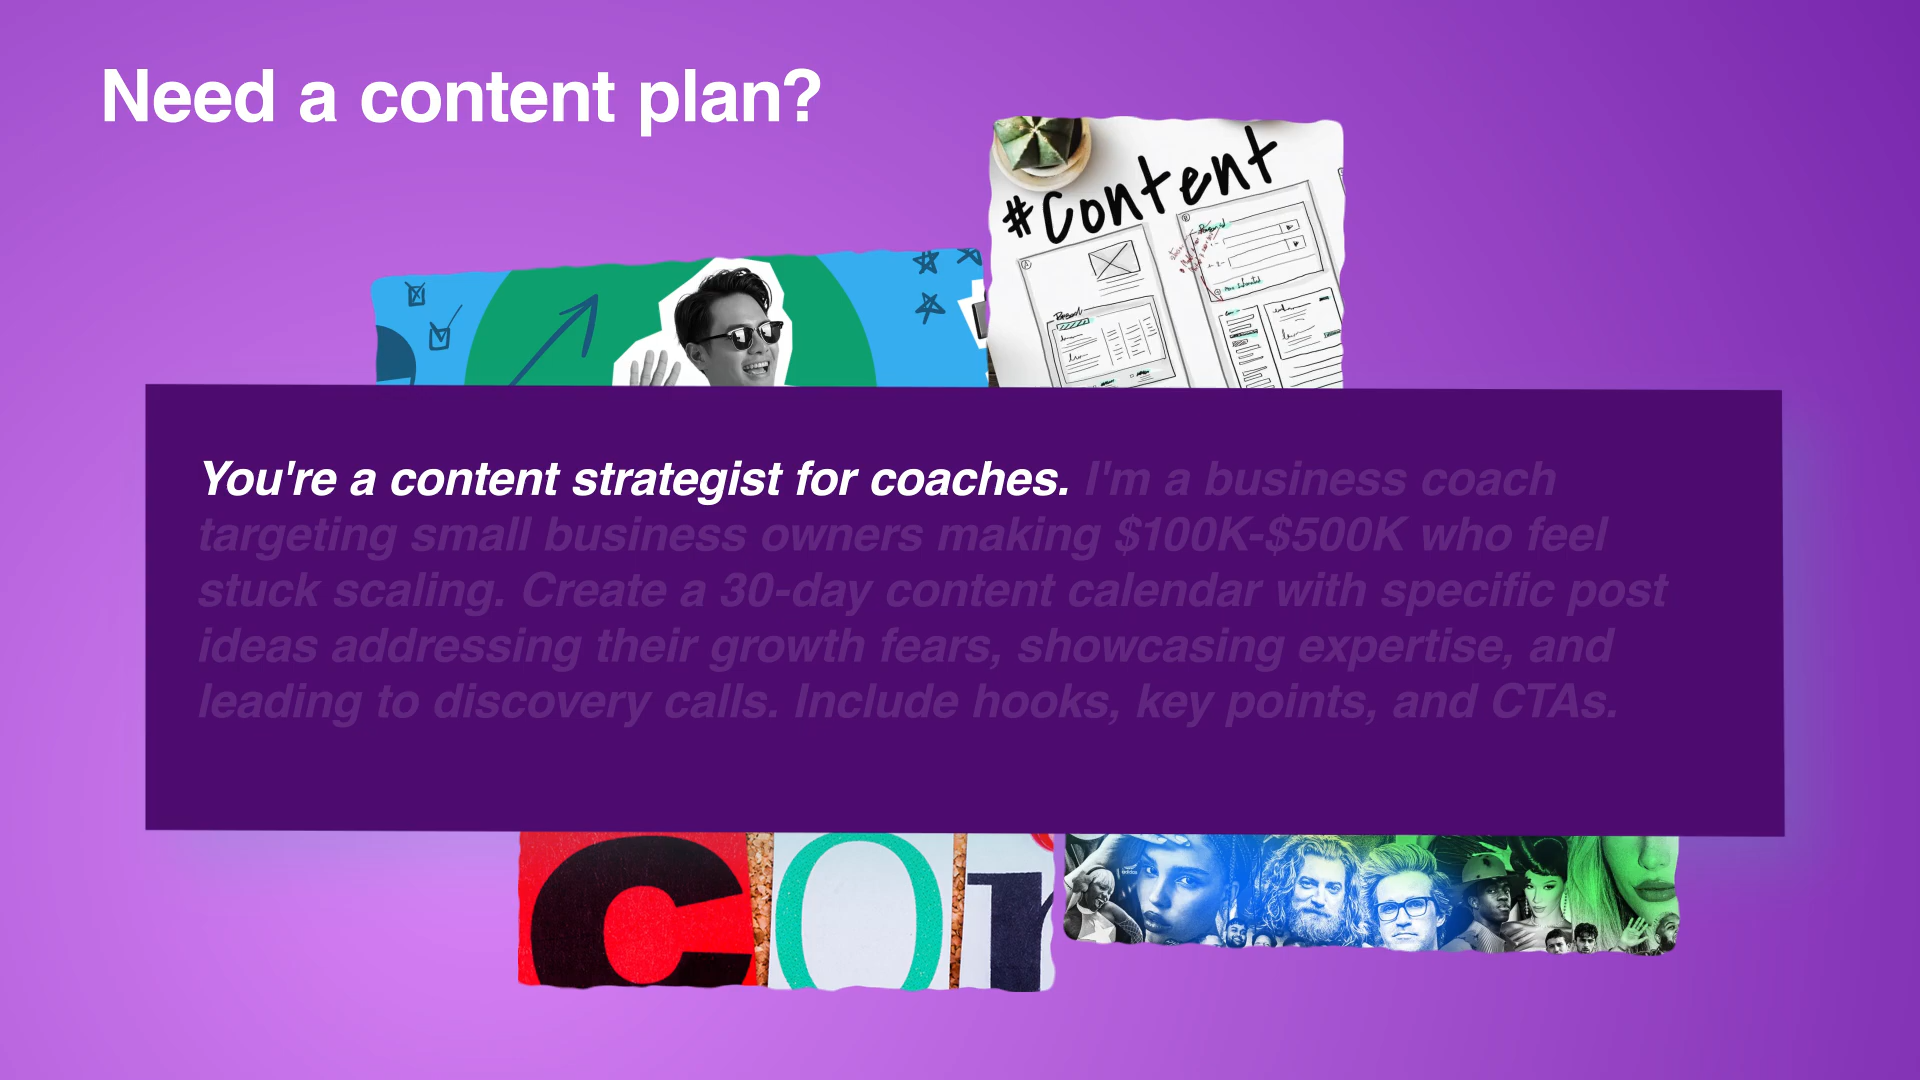 Need a content plan?
#Content
You're a content strategist for coaches. I'm a business coach
targeting small business owners making $100K-$500K who feel
stuck scaling. Create a 30-day content calendar with specific post
ideas addressing their growth fears, showcasing expertise, and
leading to discovery calls. Include hooks, key points, and CTAs.
co